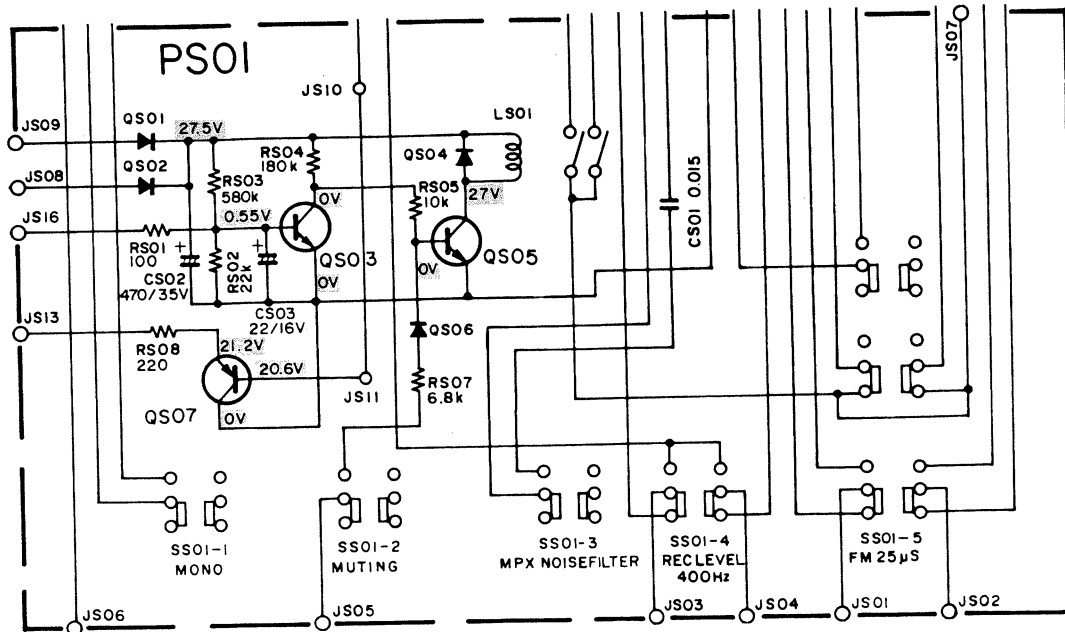 PS01
JS07
JS10
JS09
QS01
27.5V
LS01
RS04
180k
QS04
QS02
JS08
RS03
580k
RS05
10k
27V
0V
CS01 0.015
JS16
0.55V
RS01
100
+
RS02
22k
+
QS03
0V
QS05
CS02
470/35V
0V
CS03
22/16V
JS13
QS06
RS08
220
21.2V
20.6V
RS07
6.8k
JS11
QS07
0V
SS01-1
MONO
SS01-2
MUTING
SS01-3
MPX NOISEFILTER
SS01-4
REC LEVEL
400Hz
SS01-5
FM 25µS
JS06
JS05
JS03
JS04
JS01
JS02